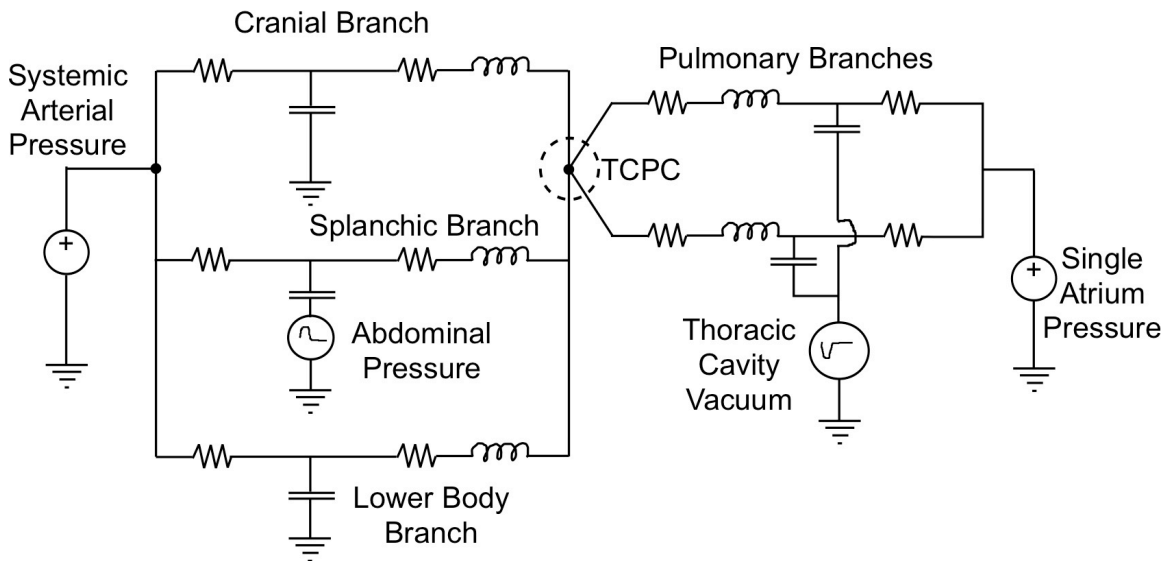 Cranial Branch
Systemic
Arterial
Pressure
Pulmonary Branches
TCPC
Splanchic Branch
Abdominal
Pressure
Thoracic
Cavity
Vacuum
Single
Atrium
Pressure
Lower Body
Branch
+
+